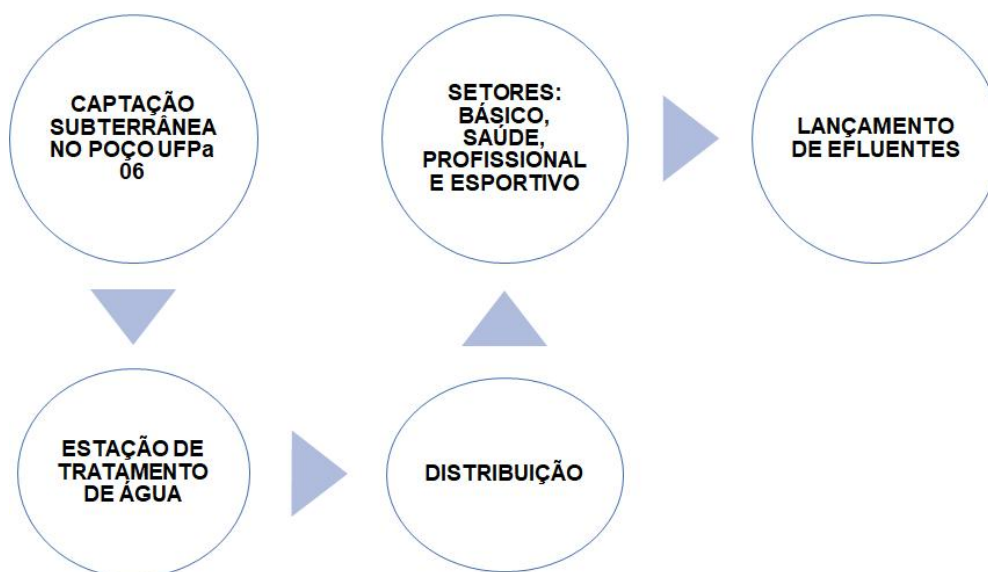 CAPTAÇÃO
SUBTERRÂNEA
NO POÇO UFPa
06
ESTAÇÃO DE
TRATAMENTO
DE ÁGUA
DISTRIBUIÇÃO
SETORES:
BÁSICO,
SAÚDE,
PROFISSIONAL
E ESPORTIVO
LANÇAMENTO
DE EFLUENTES